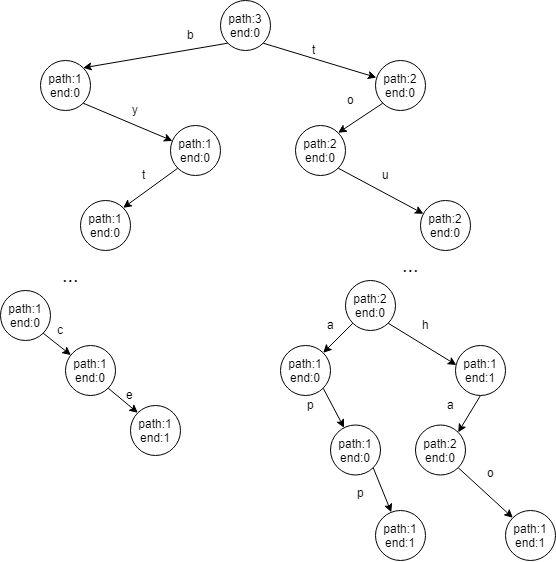 path:3
end:0
b
t
path:1
end:0
path:2
end:0
y
o
path:1
end:0
path:2
end:0
t
u
path:1
end:0
path:2
end:0
...
...
path:1
end:0
path:2
end:0
c
a
h
path:1
end:0
path:1
end:0
path:1
end:1
e
p
a
path:1
end:1
path:1
end:0
path:2
end:0
p
o
path:1
end:1
path:1
end:1